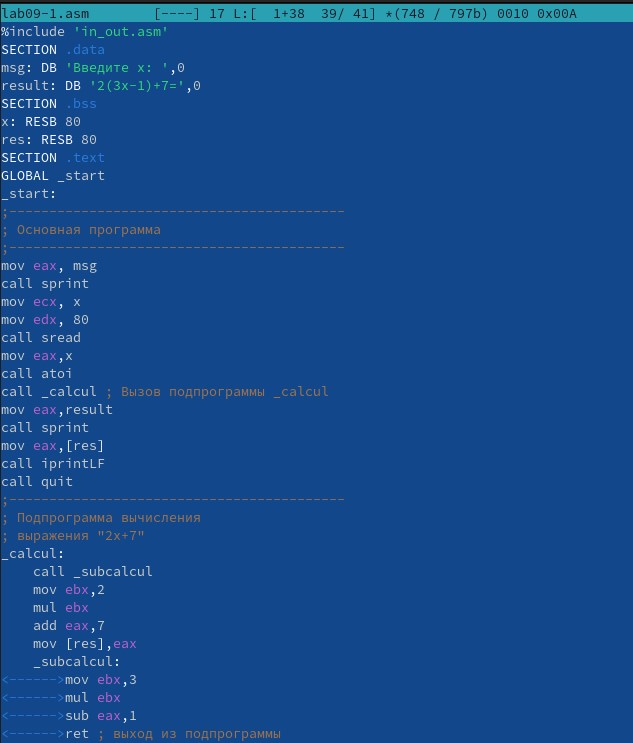 lab09-1.asm        [----] 17 L:[  1+38  39/ 41] *(748 / 797b) 0010 0x00A
%include 'in_out.asm'
SECTION .data
msg: DB 'Введите x: ',0
result: DB '2(3x-1)+7=',0
SECTION .bss
x: RESB 80
res: RESB 80
SECTION .text
GLOBAL _start
_start:
;------------------------------------------
; Основная программа
;------------------------------------------
mov eax, msg
call sprint
mov ecx, x
mov edx, 80
call sread
mov eax,x
call atoi
call _calcul ; Вызов подпрограммы _calcul
mov eax,result
call sprint
mov eax,[res]
call iprintLF
call quit
;------------------------------------------
; Подпрограмма вычисления
; выражения "2x+7"
_calcul:
    call _subcalcul
    mov ebx,2
    mul ebx
    add eax,7
    mov [res],eax
    _subcalcul:
<------>mov ebx,3
<------>mul ebx
<------>sub eax,1
<------>ret ; выход из подпрограммы